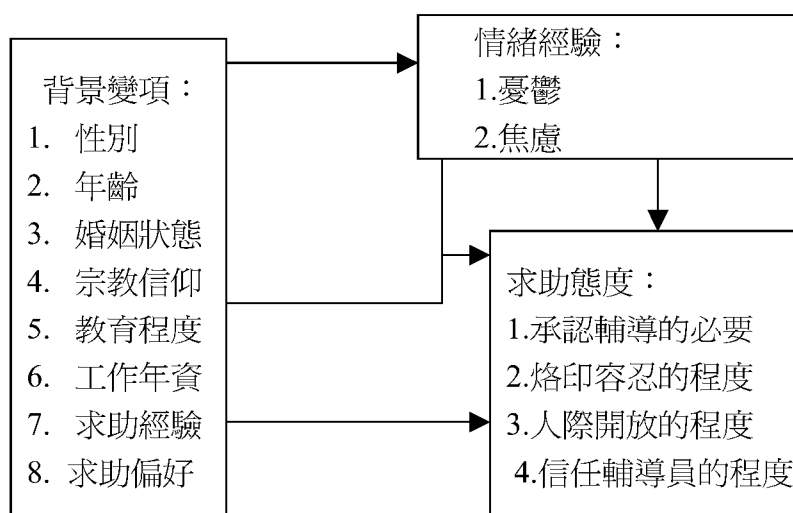 背景變項：
1. 性別
2. 年齡
3. 婚姻狀態
4. 宗教信仰
5. 教育程度
6. 工作年資
7. 求助經驗
8. 求助偏好
情緒經驗：
1.憂鬱
2.焦慮
求助態度：
1.承認輔導的必要
2.烙印容忍的程度
3.人際開放的程度
4.信任輔導員的程度